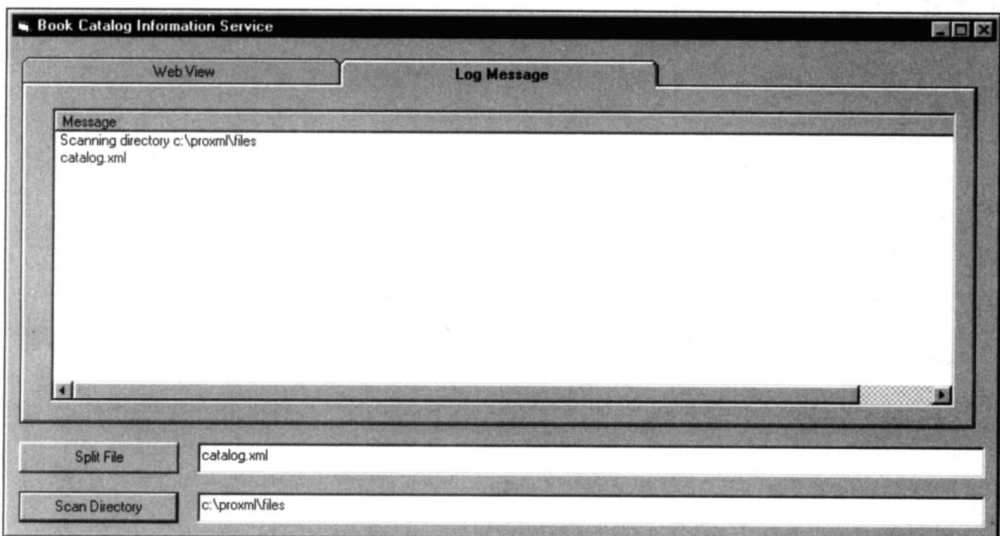 Book Catalog Information Service
Web View
Log Message
Message
Scanning directory c:\proxml\files
catalog.xml
Split File
catalog.xml
Scan Directory
c:\proxml\files